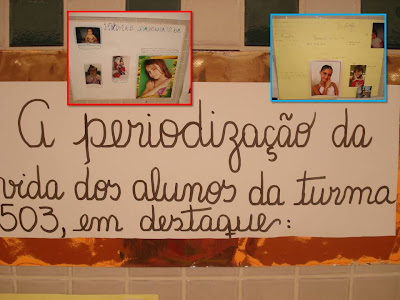 A periodização da
vida dos alunos da turma
503, em destaque: